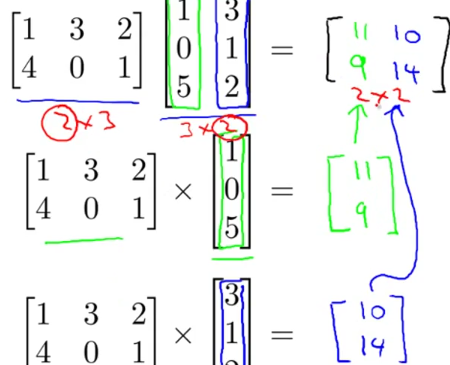 [1 3 2; 4 0 1] [1 3; 0 1; 5 2] = [11 10; 9 14]
2×3 3×2 2×2
[1 3 2; 4 0 1] × [1; 0; 5] = [11; 9]
[1 3 2; 4 0 1] × [3; 1; = [10; 14]